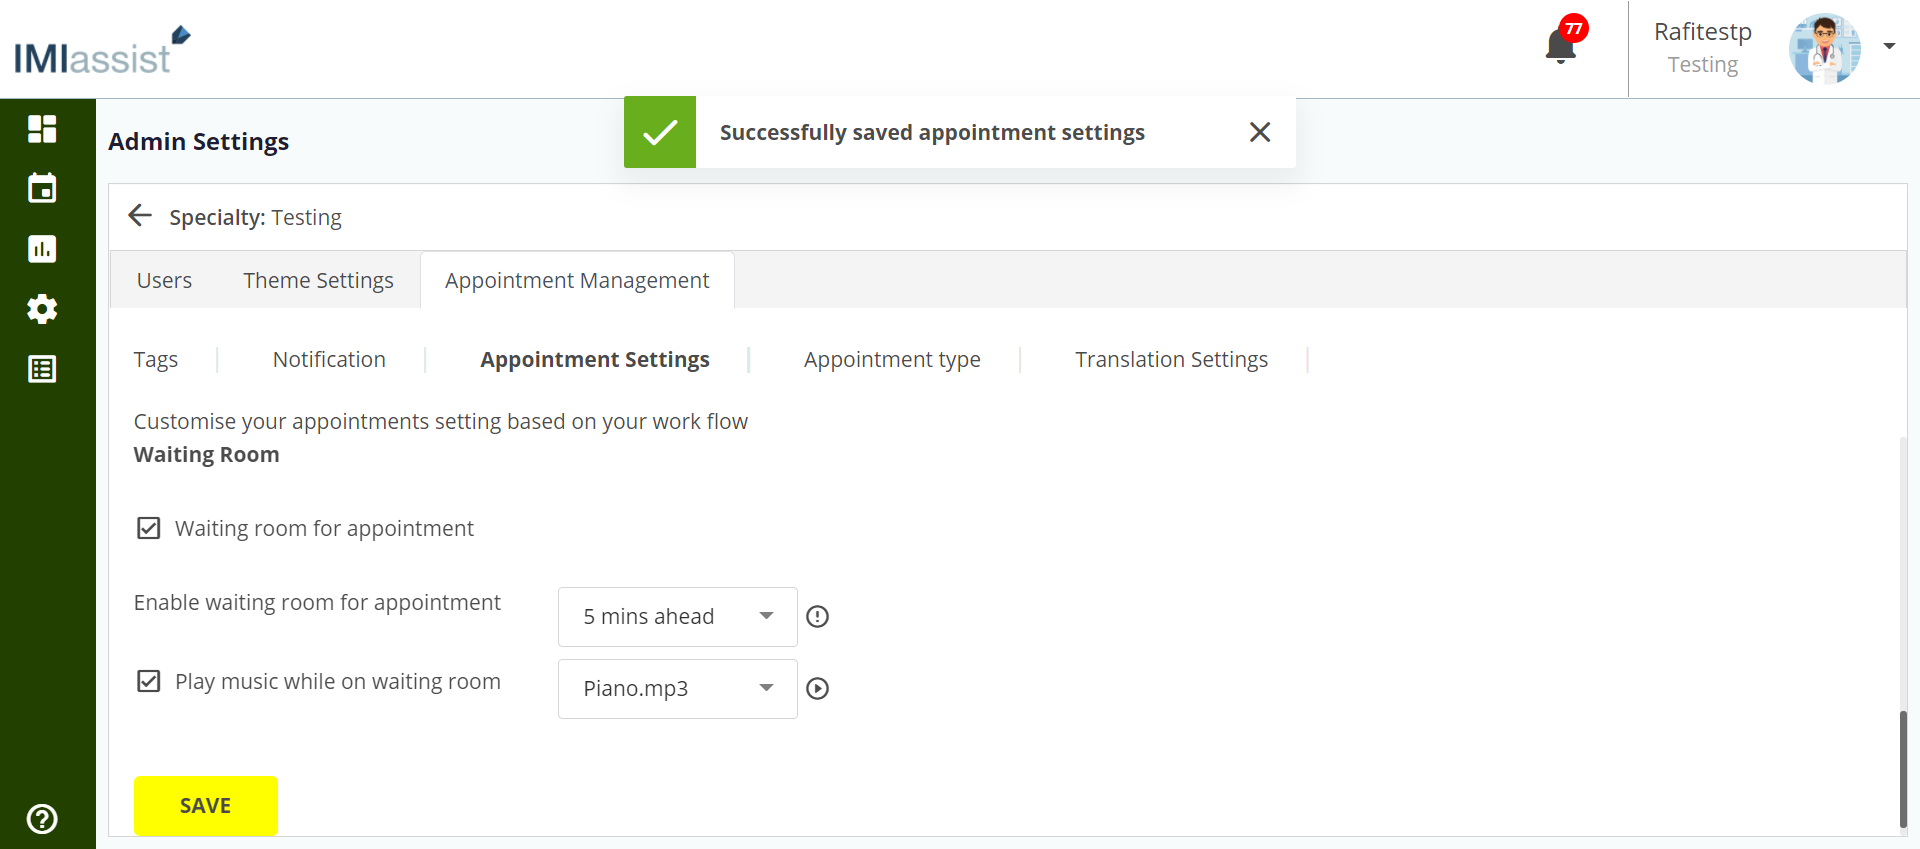 IMIassist
77
Rafitestp
Testing
Successfully saved appointment settings
Admin Settings
Specialty: Testing
Users Theme Settings Appointment Management
Tags Notification Appointment Settings Appointment type Translation Settings
Customise your appointments setting based on your work flow
Waiting Room
Waiting room for appointment
Enable waiting room for appointment 5 mins ahead
Play music while on waiting room Piano.mp3
SAVE